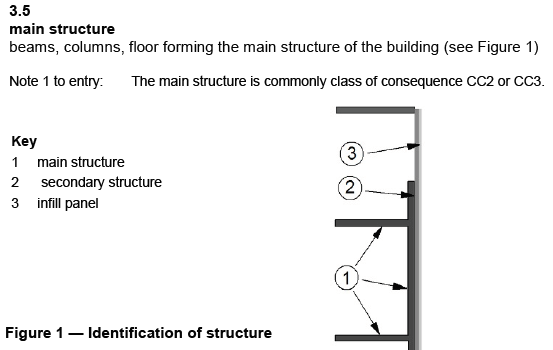 3.5
main structure
beams, columns, floor forming the main structure of the building (see Figure 1)
Note 1 to entry: The main structure is commonly class of consequence CC2 or CC3.
Key
1 main structure
2 secondary structure
3 infill panel
3
2
1
Figure 1 — Identification of structure